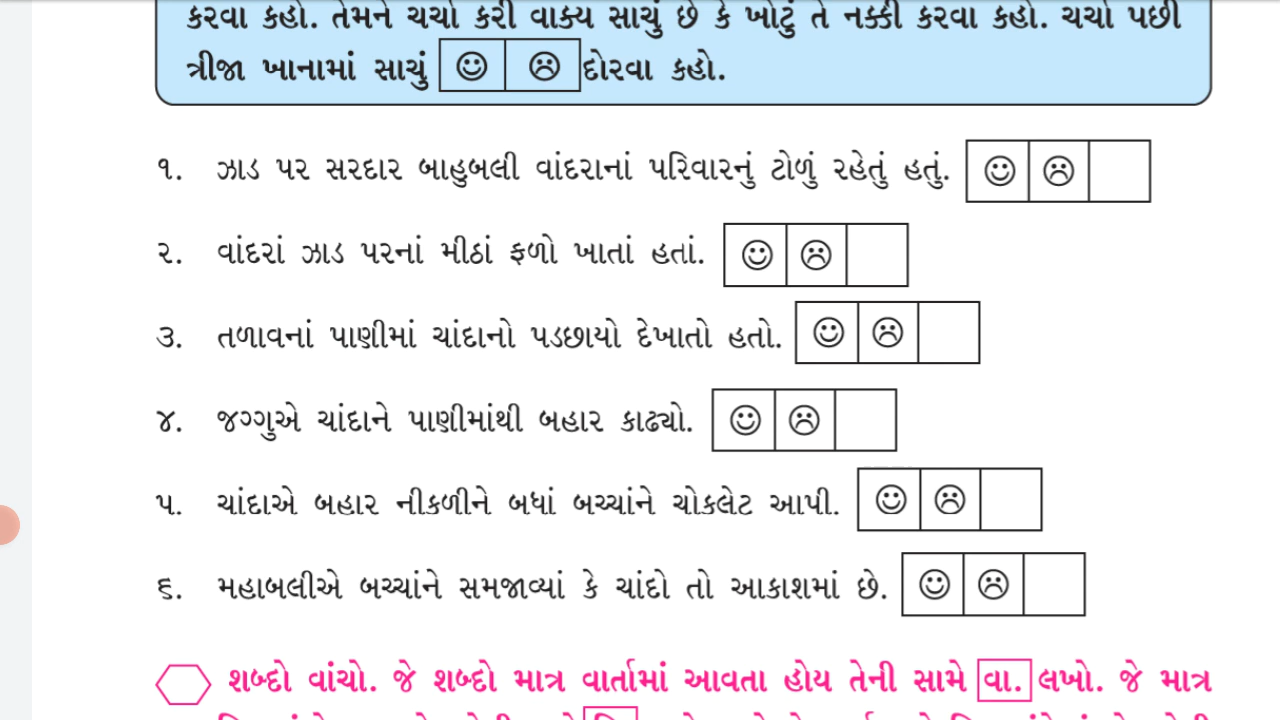 કરવા કહો. તેમને ચર્ચા કરી વાક્ય સાચું છે કે ખોટું તે નક્કી કરવા કહો. ચર્ચા પછી
ત્રીજા ખાનામાં સાચું ☺ ☹ દોરવા કહો.
૧. ઝાડ પર સરદાર બાહુબલી વાંદરાનાં પરિવારનું ટોળું રહેતું હતું. ☺ ☹
૨. વાંદરાં ઝાડ પરનાં મીઠાં ફળો ખાતાં હતાં. ☺ ☹
૩. તળાવનાં પાણીમાં ચાંદાનો પડછાયો દેખાતો હતો. ☺ ☹
૪. જગ્ગુએ ચાંદાને પાણીમાંથી બહાર કાઢ્યો. ☺ ☹
૫. ચાંદાએ બહાર નીકળીને બધાં બચ્ચાંને ચોકલેટ આપી. ☺ ☹
૬. મહાબલીએ બચ્ચાંને સમજાવ્યાં કે ચાંદો તો આકાશમાં છે. ☺ ☹
શબ્દો વાંચો. જે શબ્દો માત્ર વાર્તામાં આવતા હોય તેની સામે વા. લખો. જે માત્ર